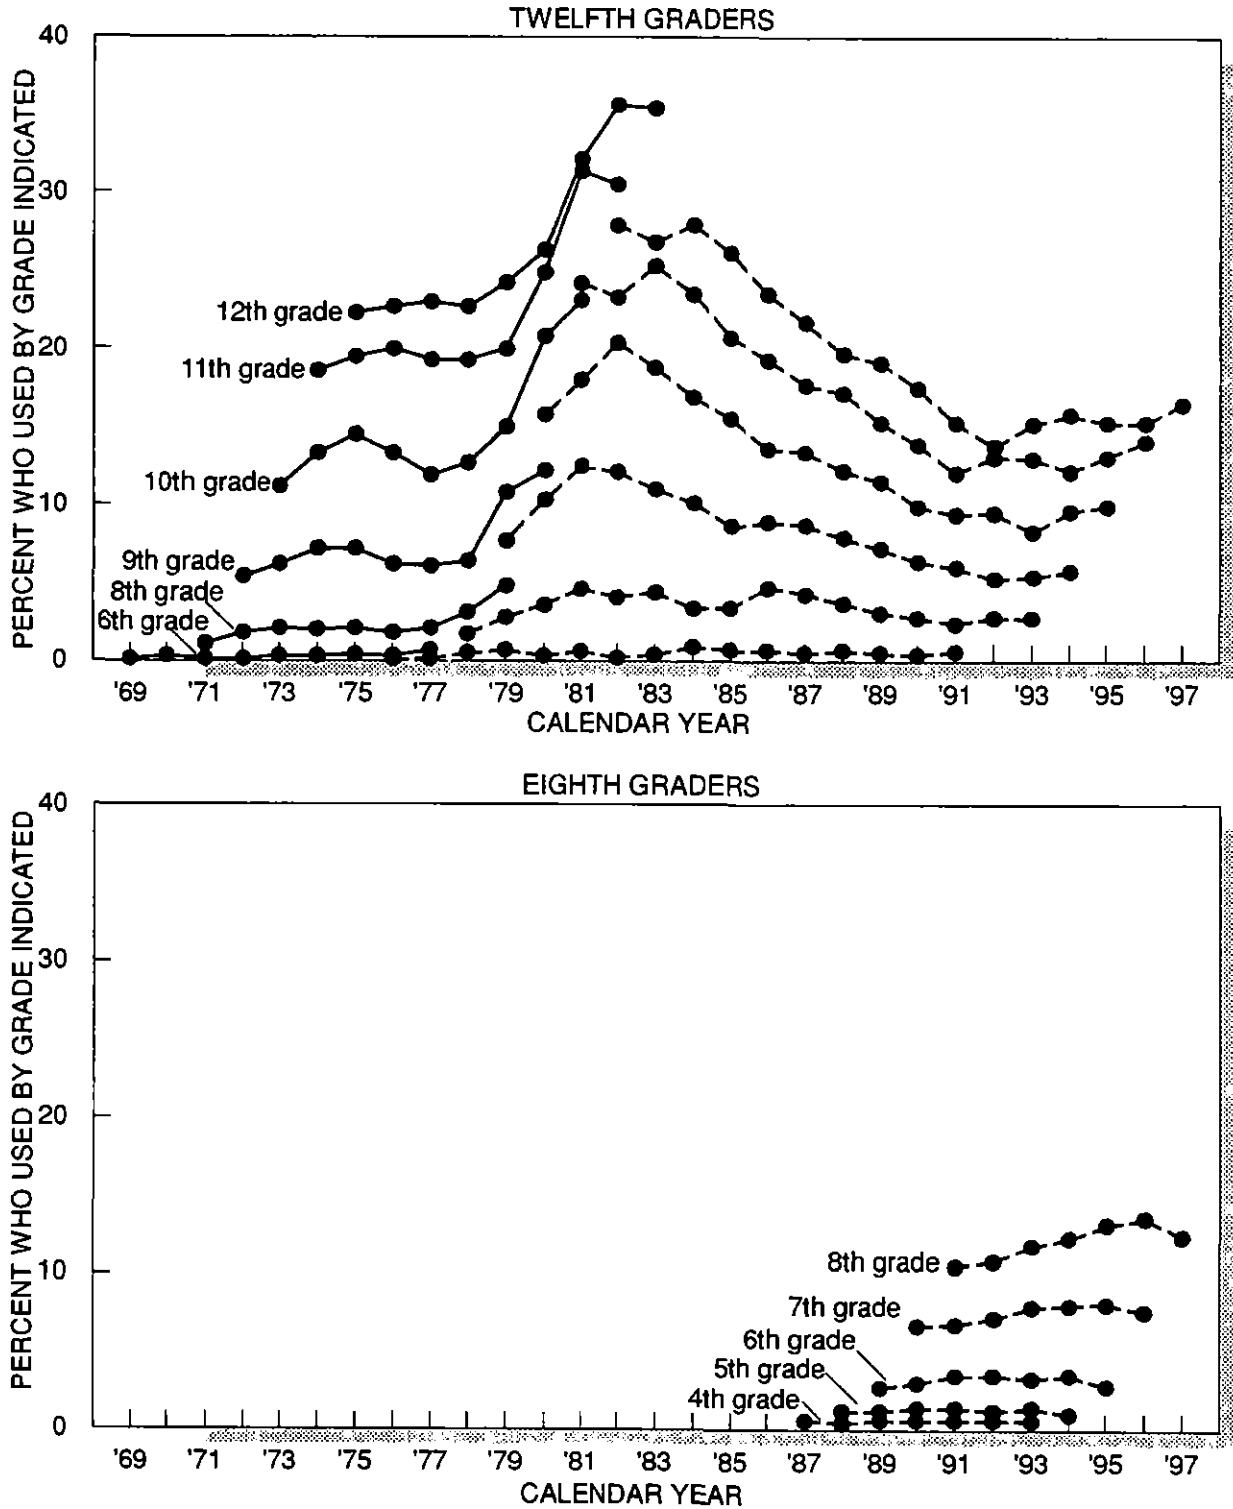 TWELFTH GRADERS
PERCENT WHO USED BY GRADE INDICATED
40
30
20
10
0
12th grade
11th grade
10th grade
9th grade
8th grade
6th grade
'69 '71 '73 '75 '77 '79 '81 '83 '85 '87 '89 '91 '93 '95 '97
CALENDAR YEAR
EIGHTH GRADERS
PERCENT WHO USED BY GRADE INDICATED
40
30
20
10
0
8th grade
7th grade
6th grade
5th grade
4th grade
'69 '71 '73 '75 '77 '79 '81 '83 '85 '87 '89 '91 '93 '95 '97
CALENDAR YEAR